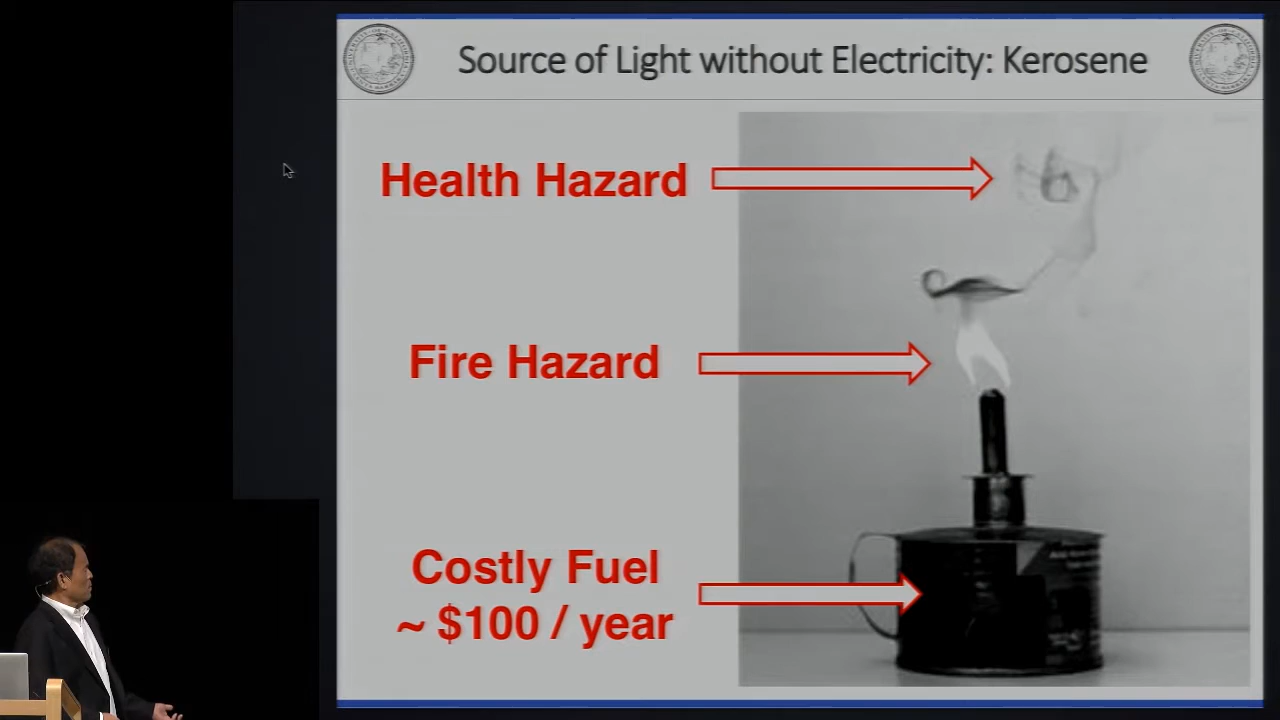 Source of Light without Electricity: Kerosene
Health Hazard
Fire Hazard
Costly Fuel
~ $100 / year